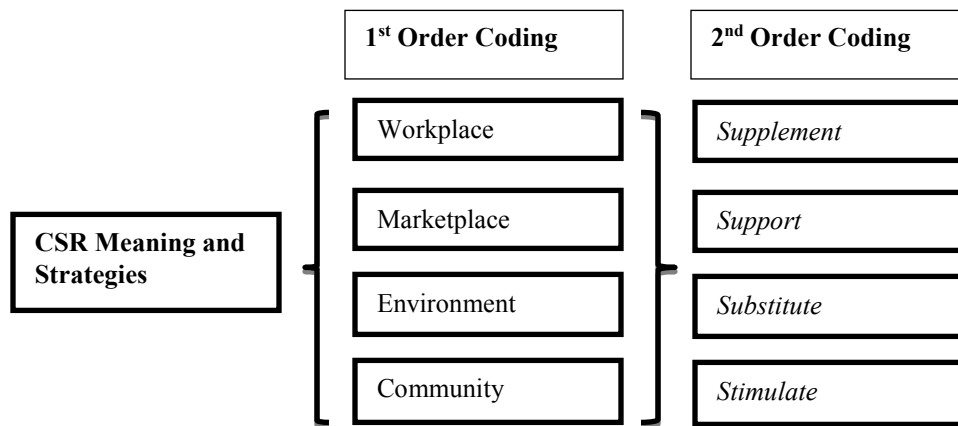 1st Order Coding
2nd Order Coding
Workplace
Supplement
Marketplace
Support
CSR Meaning and
Strategies
Environment
Substitute
Community
Stimulate